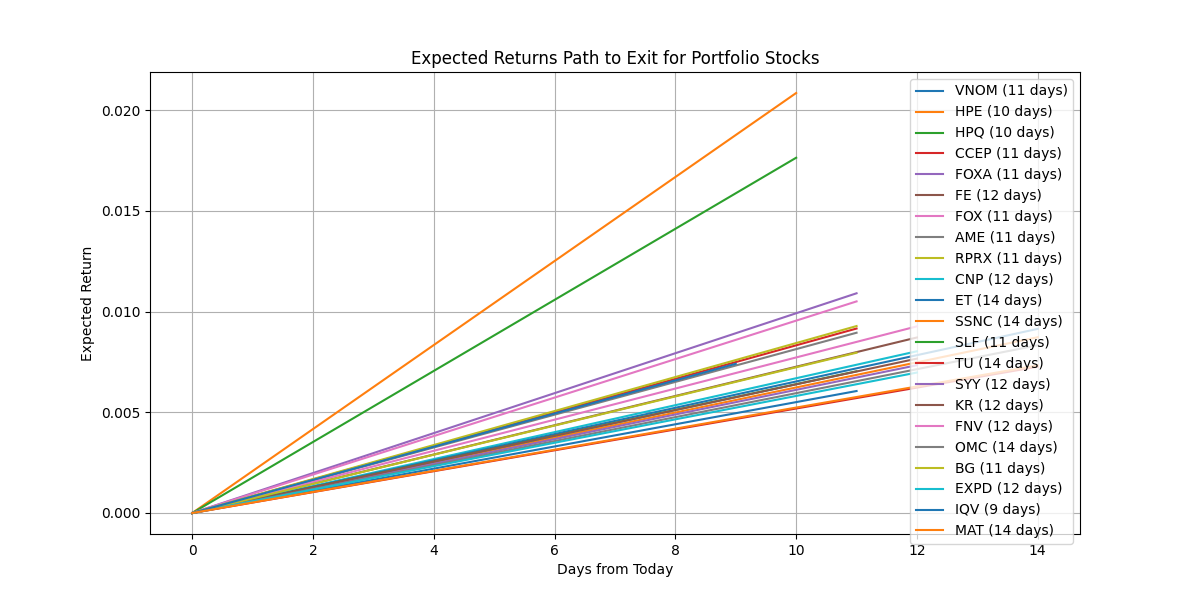 Expected Returns Path to Exit for Portfolio Stocks
Expected Return
0.020
0.015
0.010
0.005
0.000
0 2 4 6 8 10 12 14
Days from Today
VNOM (11 days)
HPE (10 days)
HPQ (10 days)
CCEP (11 days)
FOXA (11 days)
FE (12 days)
FOX (11 days)
AME (11 days)
RPRX (11 days)
CNP (12 days)
ET (14 days)
SSNC (14 days)
SLF (11 days)
TU (14 days)
SYY (12 days)
KR (12 days)
FNV (12 days)
OMC (14 days)
BG (11 days)
EXPD (12 days)
IQV (9 days)
MAT (14 days)